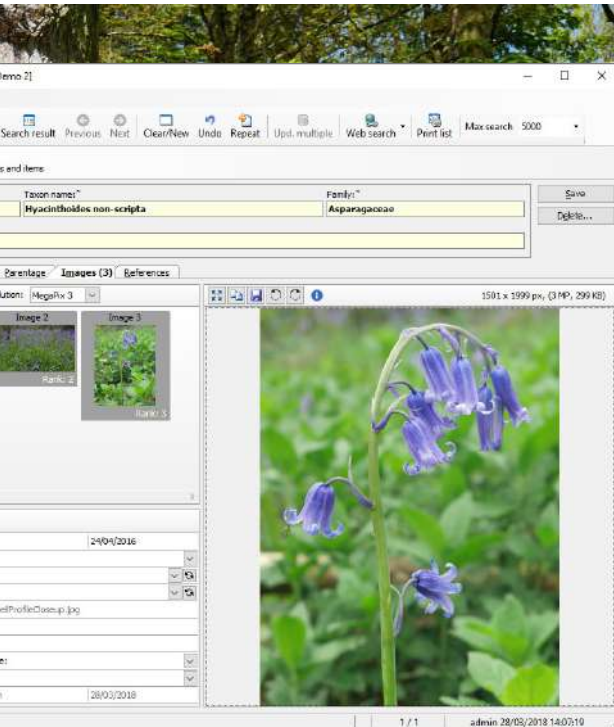 Demo 2]
Search result Previous Next Clear/New Undo Repeat Upd. multiple Web search Print list Max search 5000
s and items
Taxon name:* Family:*
Hyacinthoides non-scripta Asparagaceae
Save
Delete...
Parentage Images (3) References
lution: MegaPix 3
1501 x 1999 px, (3 MP, 299 KB)
Image 2 Image 3
Rank: 2
Rank: 3
24/04/2016
elProfileCloseup.jpg
e:
28/03/2018
1 / 1 admin 28/03/2018 14:07:19